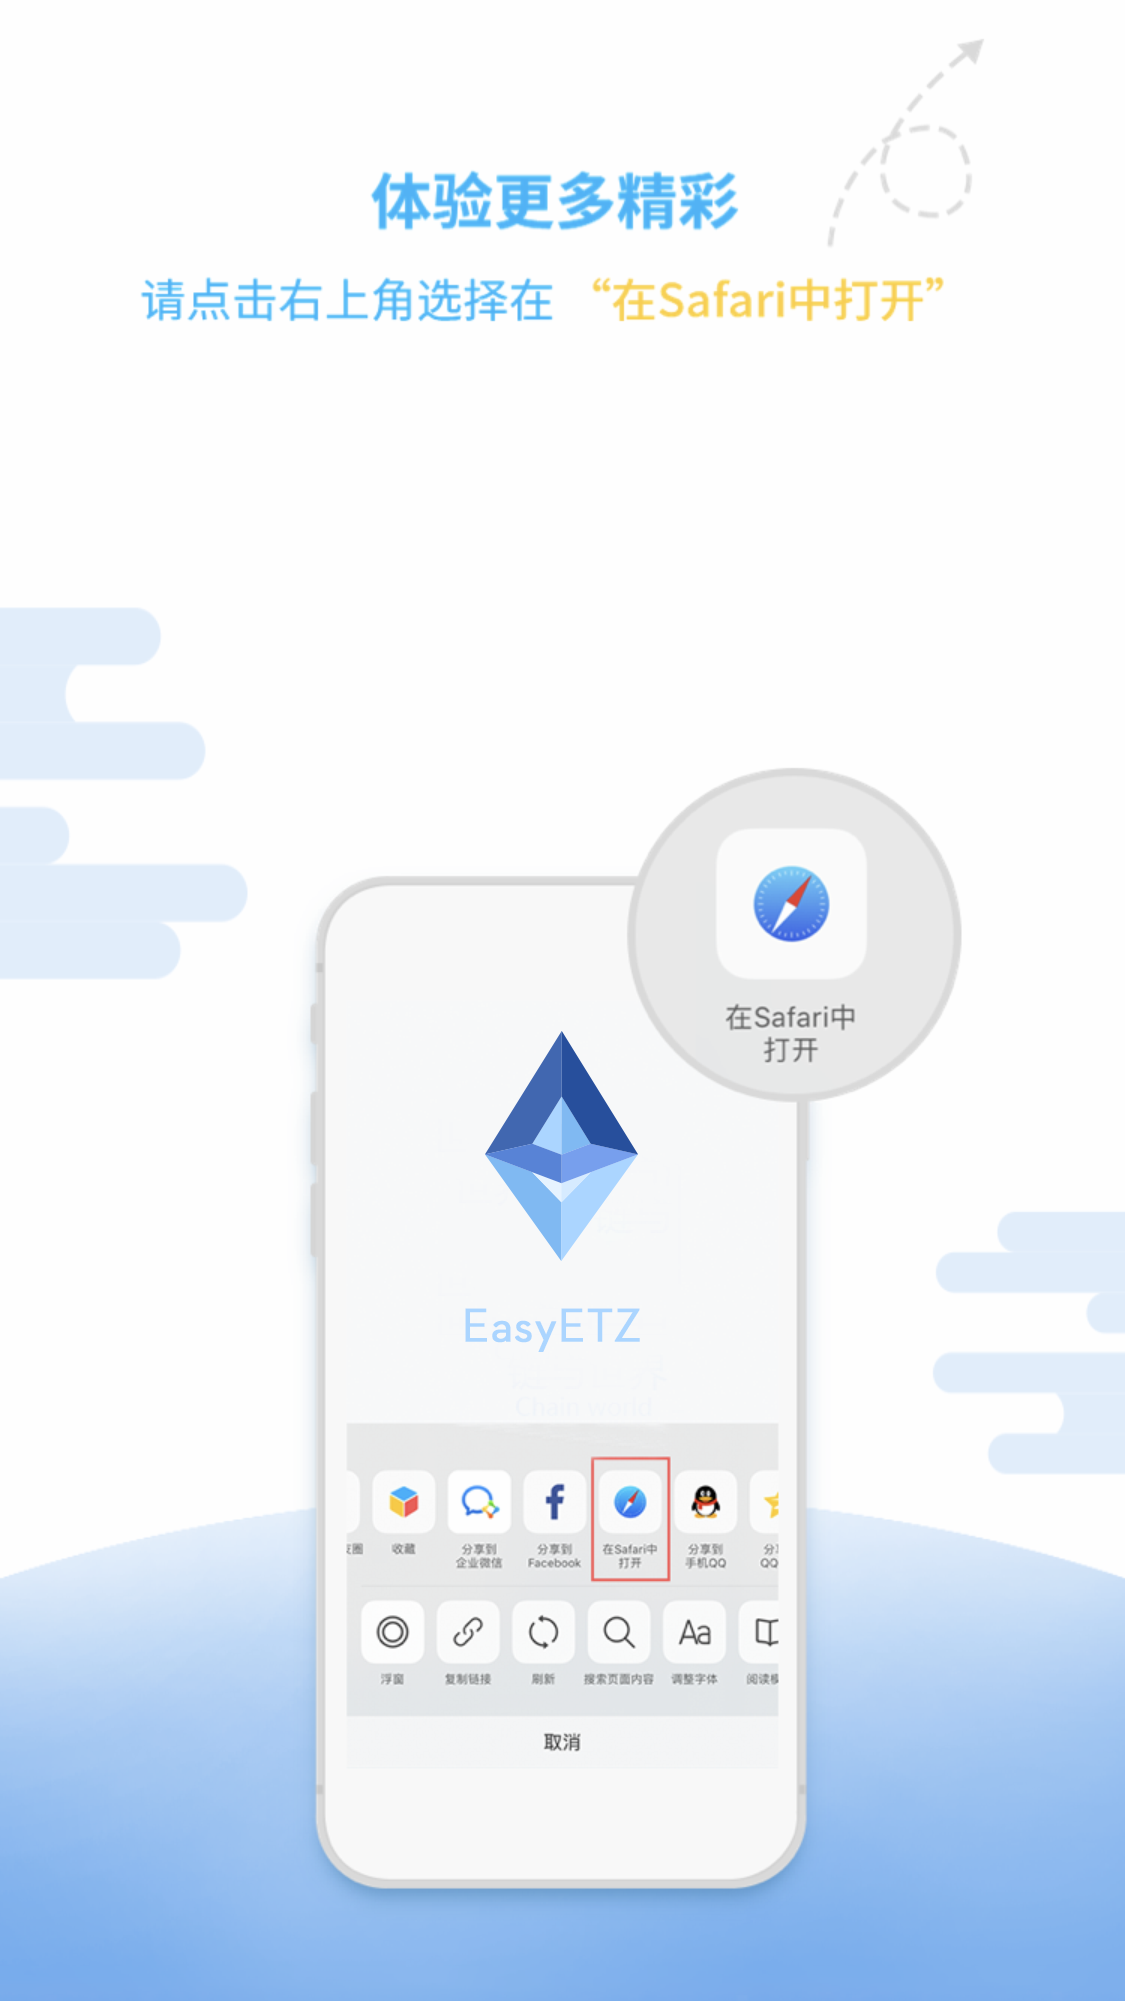 体验更多精彩
请点击右上角选择在 “在Safari中打开”
在Safari中
打开
EasyETZ
Chain world
收藏
分享到
企业微信
分享到
Facebook
在Safari中
打开
分享到
手机QQ
浮窗
复制链接
刷新
搜索页面内容
调整字体
取消